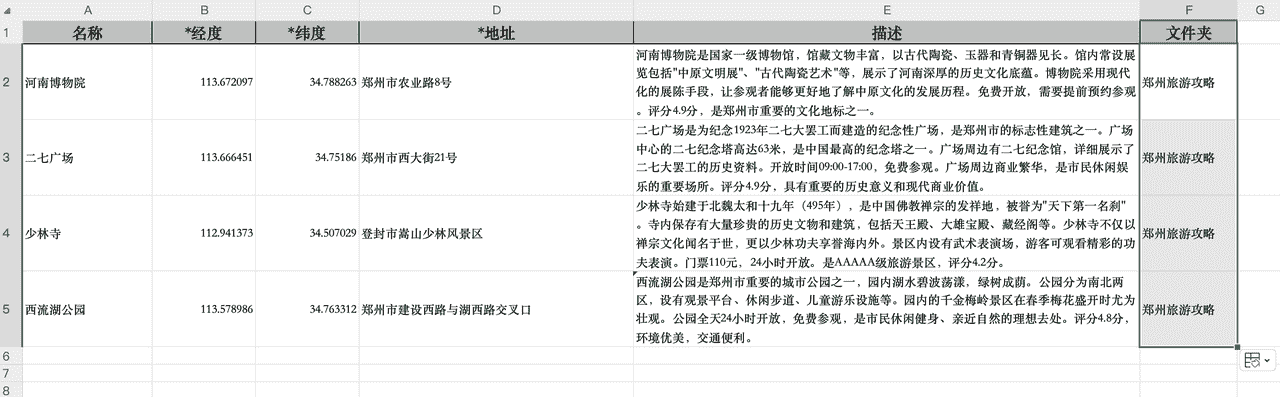 A B C D E F G
1 名称 *经度 *纬度 *地址 描述 文件夹
河南博物院是国家一级博物馆，馆藏文物丰富，以古代陶瓷、玉器和青铜器见长。馆内常设展
览包括"中原文明展"、"古代陶瓷艺术"等，展示了河南深厚的历史文化底蕴。博物院采用现代
2 河南博物院 113.672097 34.788263 郑州市农业路8号 化的展陈手段，让参观者能够更好地了解中原文化的发展历程。免费开放，需要提前预约参观 郑州旅游攻略
。评分4.9分，是郑州市重要的文化地标之一。
二七广场是为纪念1923年二七大罢工而建造的纪念性广场，是郑州市的标志性建筑之一。广场
中心的二七纪念塔高达63米，是中国最高的纪念塔之一。广场周边有二七纪念馆，详细展示了
3 二七广场 113.666451 34.75186 郑州市西大街21号 二七大罢工的历史资料。开放时间09:00-17:00，免费参观。广场周边商业繁华，是市民休闲娱 郑州旅游攻略
乐的重要场所。评分4.9分，具有重要的历史意义和现代商业价值。
少林寺始建于北魏太和十九年（495年），是中国佛教禅宗的发祥地，被誉为"天下第一名刹"
。寺内保存有大量珍贵的历史文物和建筑，包括天王殿、大雄宝殿、藏经阁等。少林寺不仅以
4 少林寺 112.941373 34.507029 登封市嵩山少林风景区 禅宗文化闻名于世，更以少林功夫享誉海内外。景区内设有武术表演场，游客可观看精彩的功 郑州旅游攻略
夫表演。门票110元，24小时开放。是AAAAA级旅游景区，评分4.2分。
西流湖公园是郑州市重要的城市公园之一，园内湖水碧波荡漾，绿树成荫。公园分为南北两
区，设有观景平台、休闲步道、儿童游乐设施等。园内的千金梅岭景区在春季梅花盛开时尤为
5 西流湖公园 113.578986 34.763312 郑州市建设西路与湖西路交叉口 壮观。公园全天24小时开放，免费参观，是市民休闲健身、亲近自然的理想去处。评分4.8分， 郑州旅游攻略
环境优美，交通便利。
6
7
8